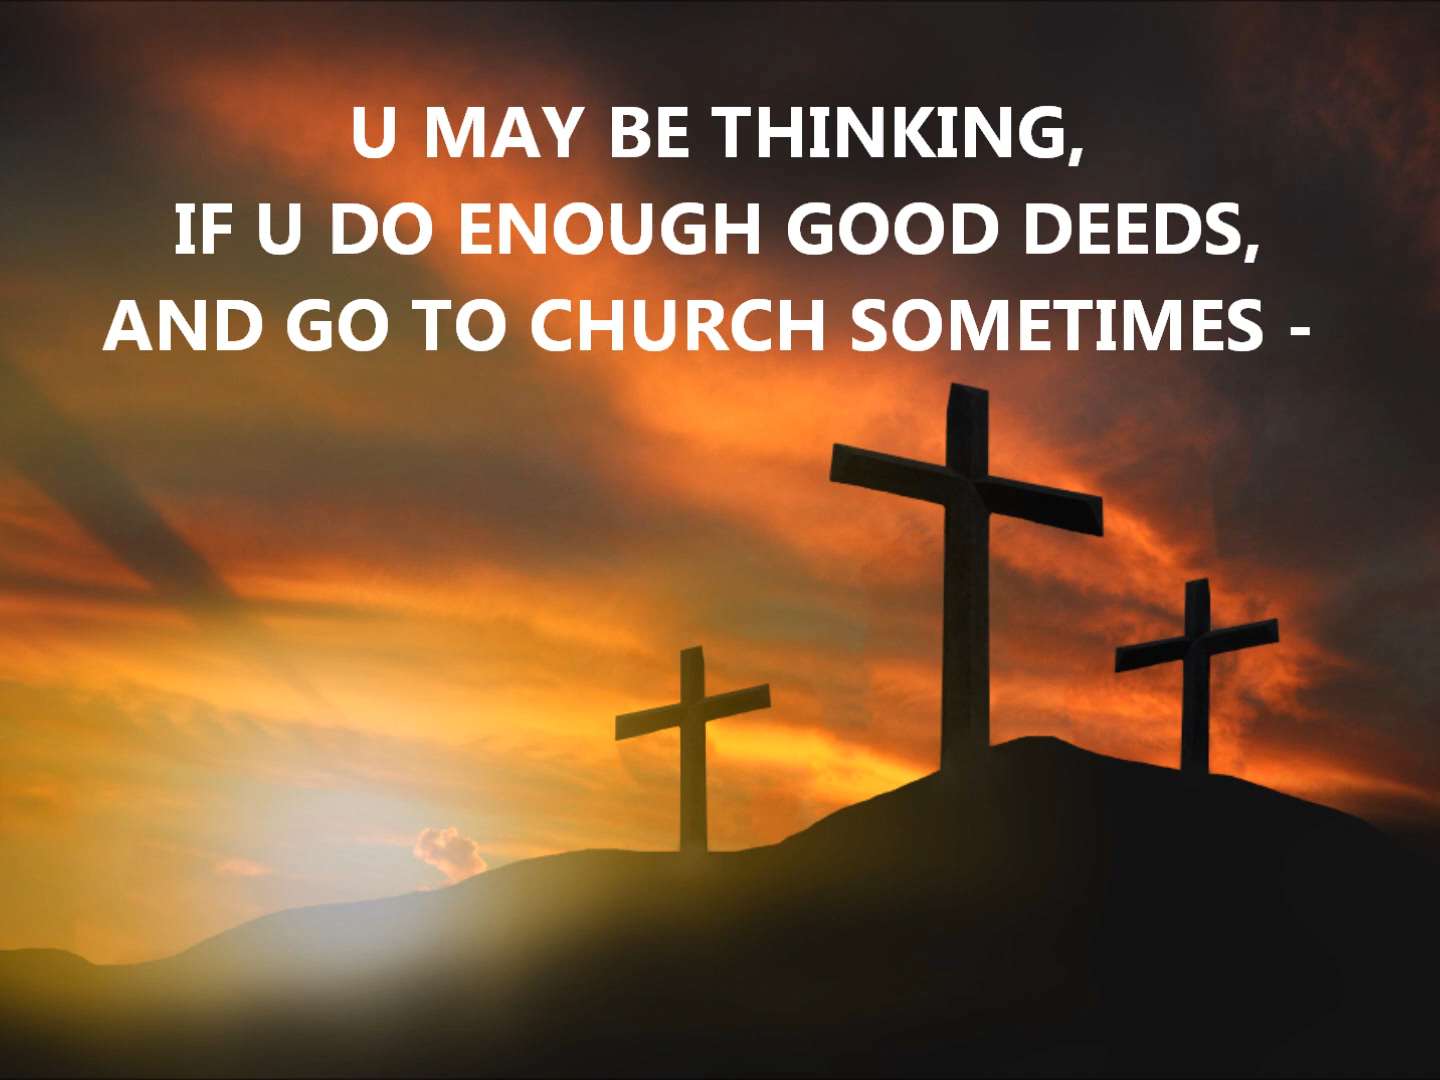 U MAY BE THINKING,
IF U DO ENOUGH GOOD DEEDS,
AND GO TO CHURCH SOMETIMES -